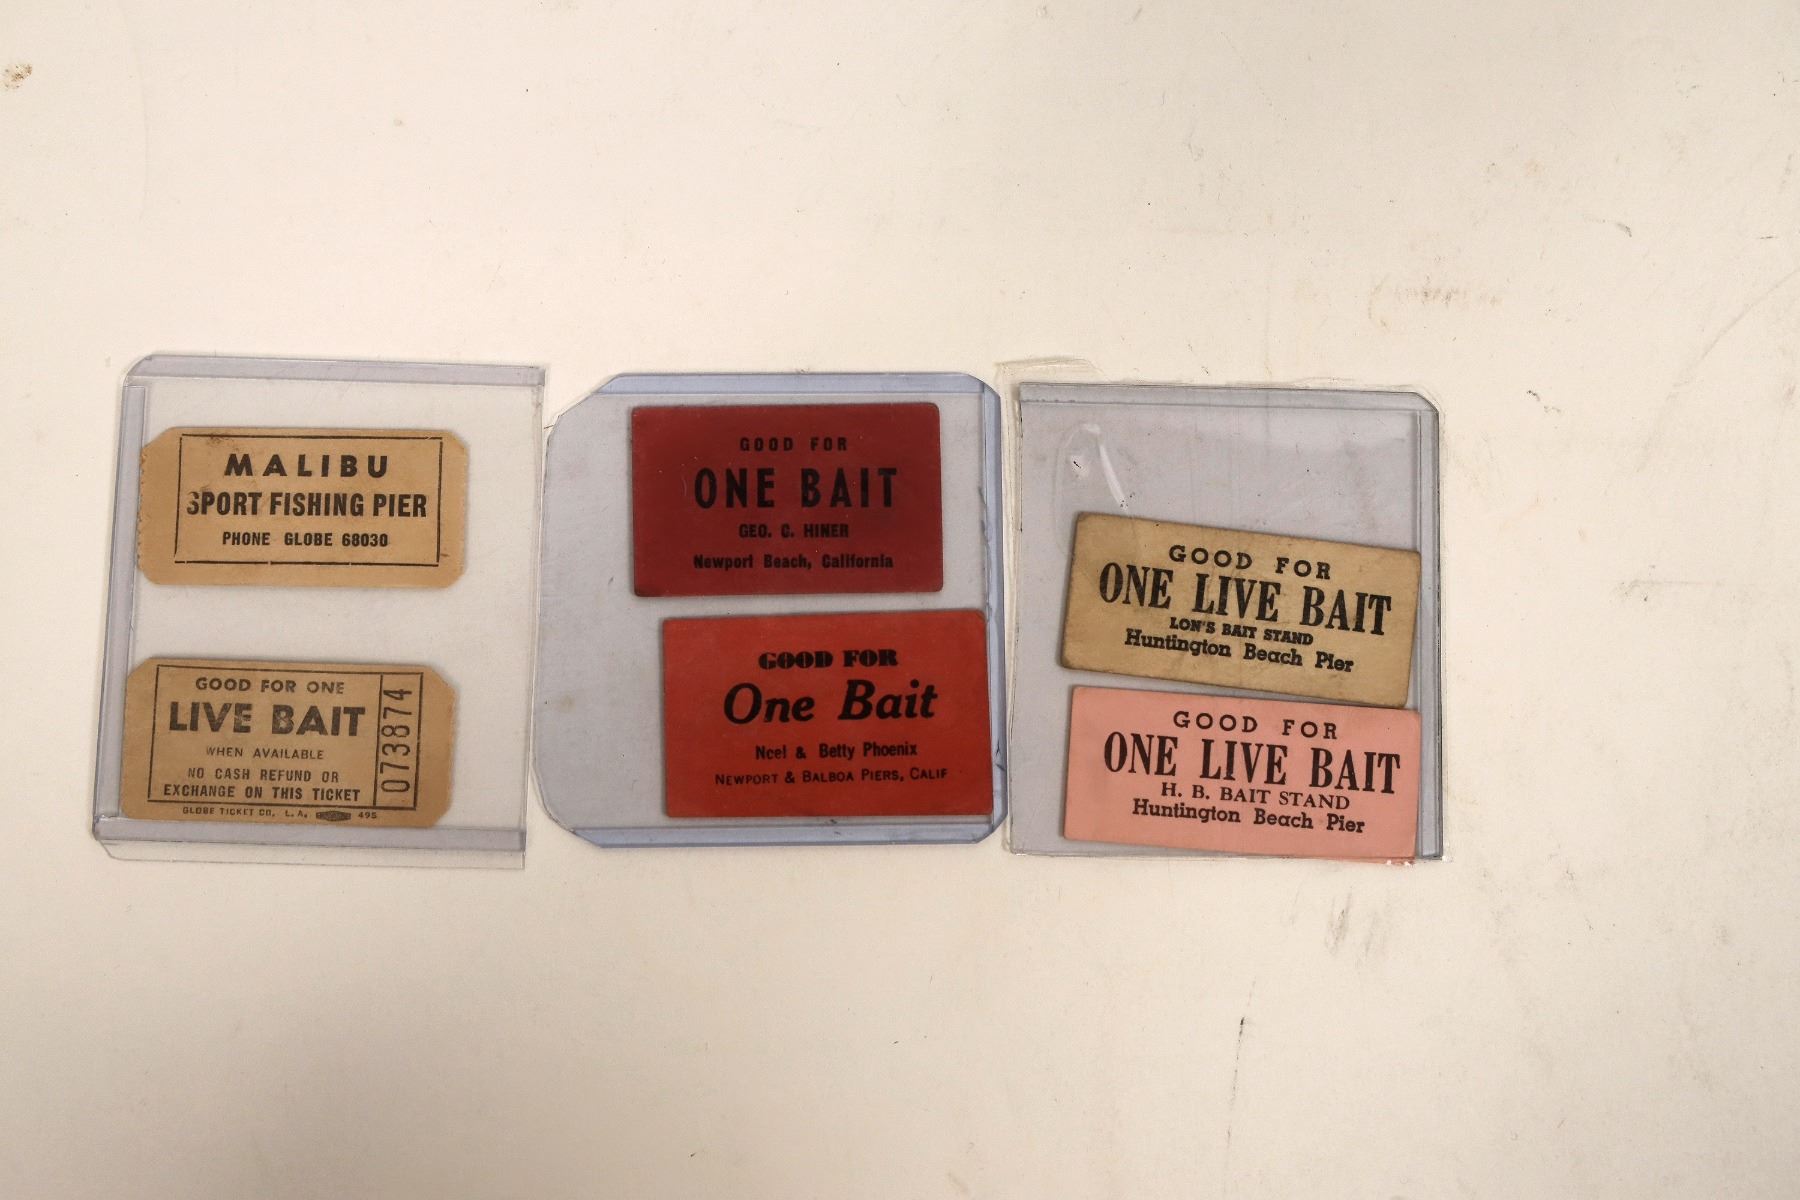 MALIBU
SPORT FISHING PIER
PHONE GLOBE 68030
GOOD FOR ONE
LIVE BAIT
WHEN AVAILABLE
NO CASH REFUND OR
EXCHANGE ON THIS TICKET
073874
GLOBE TICKET CO., L.A. 495
GOOD FOR
ONE BAIT
GEO. C. HINER
Newport Beach, California
GOOD FOR
One Bait
Noel & Betty Phoenix
NEWPORT & BALBOA PIERS, CALIF
GOOD FOR
ONE LIVE BAIT
LON'S BAIT STAND
Huntington Beach Pier
GOOD FOR
ONE LIVE BAIT
H. B. BAIT STAND
Huntington Beach Pier